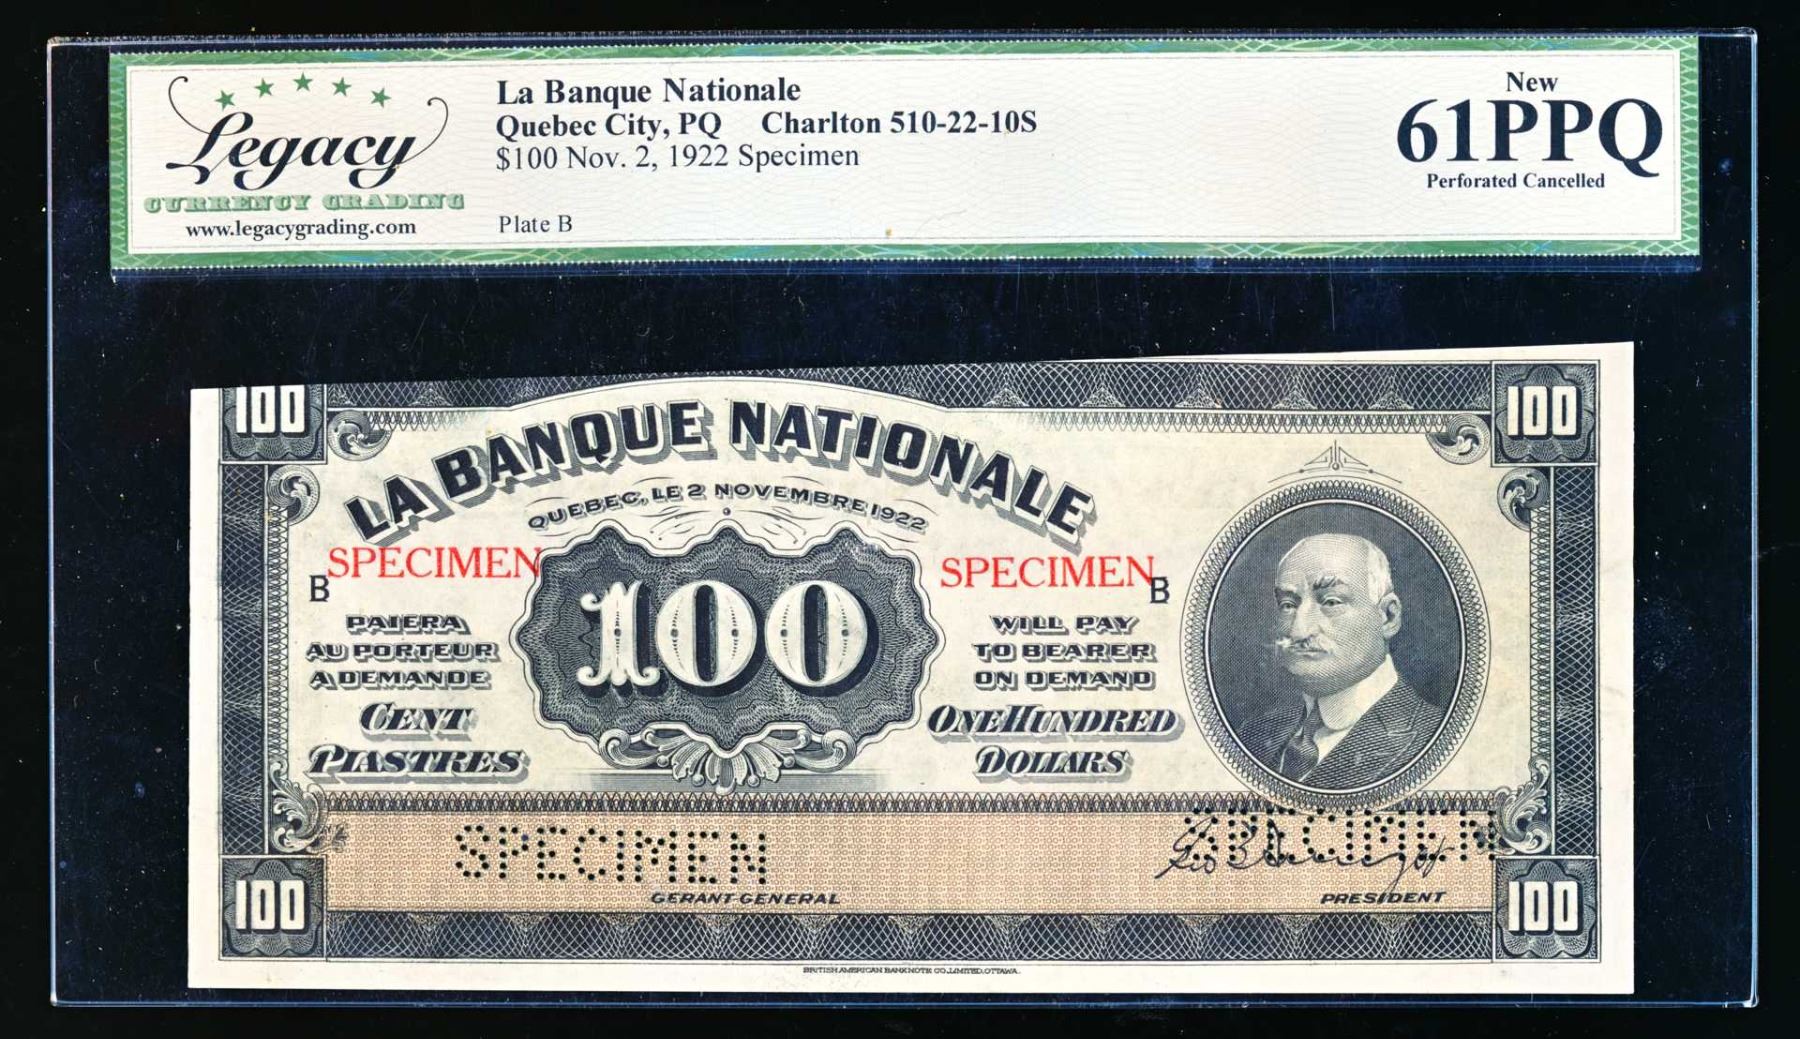 Legacy
CURRENCY GRADING
www.legacygrading.com
La Banque Nationale
Quebec City, PQ Charlton 510-22-10S
$100 Nov. 2, 1922 Specimen
Plate B
New
61PPQ
Perforated Cancelled
100
100
LA BANQUE NATIONALE
QUEBEC, LE 2 NOVEMBRE 1922
SPECIMEN
SPECIMEN
B
B
100
PAIERA
AU PORTEUR
A DEMANDE
CENT
PIASTRES
WILL PAY
TO BEARER
ON DEMAND
ONE HUNDRED
DOLLARS
SPECIMEN
SPECIMEN
GERANT GENERAL
PRESIDENT
100
100
BRITISH AMERICAN BANK NOTE CO. LIMITED, OTTAWA.